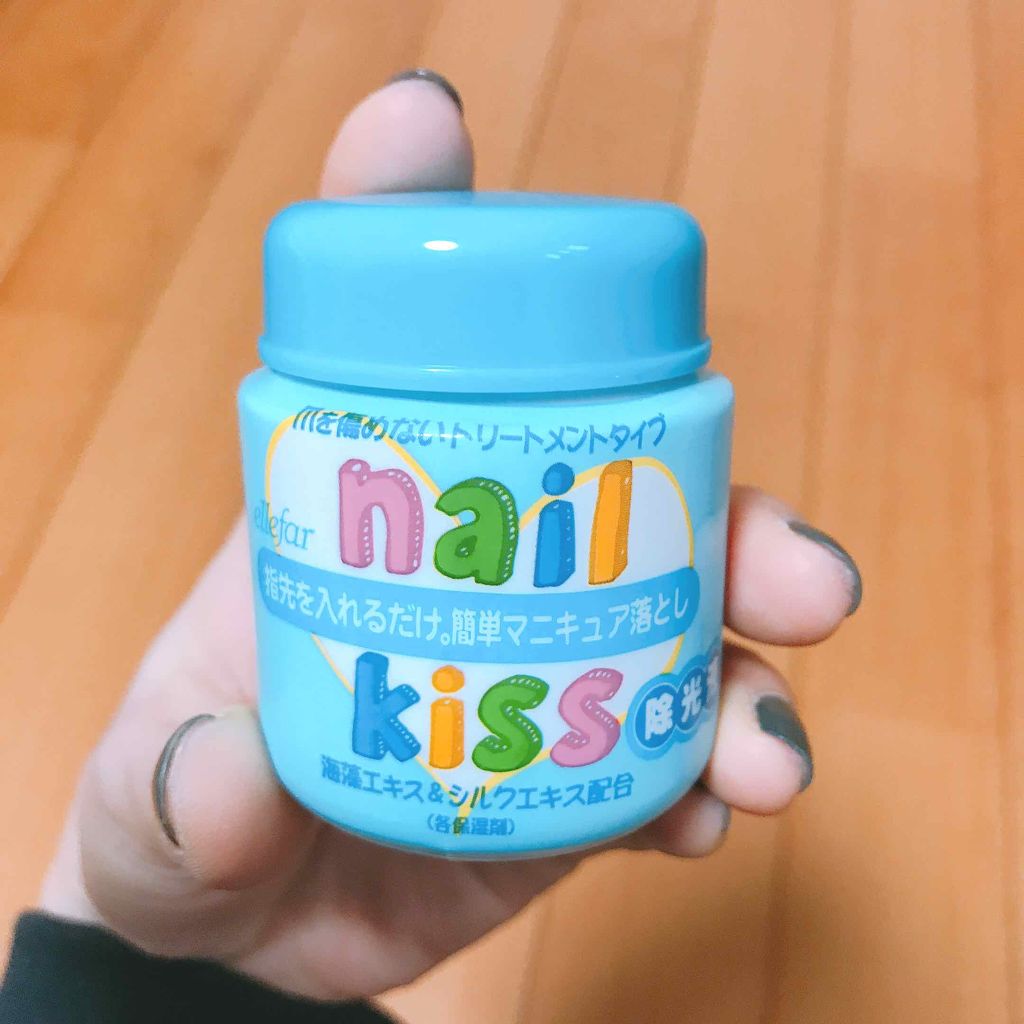 爪を傷めないトリートメントタイプ
nail
ellefar
指先を入れるだけ。簡単マニキュア落とし
kiss
除光
海藻エキス&シルクエキス配合
(各保湿剤)